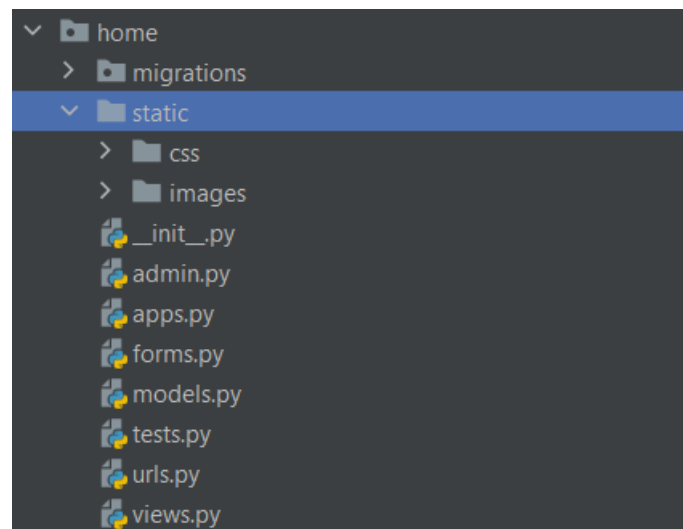 home
migrations
static
css
images
__init__.py
admin.py
apps.py
forms.py
models.py
tests.py
urls.py
views.py